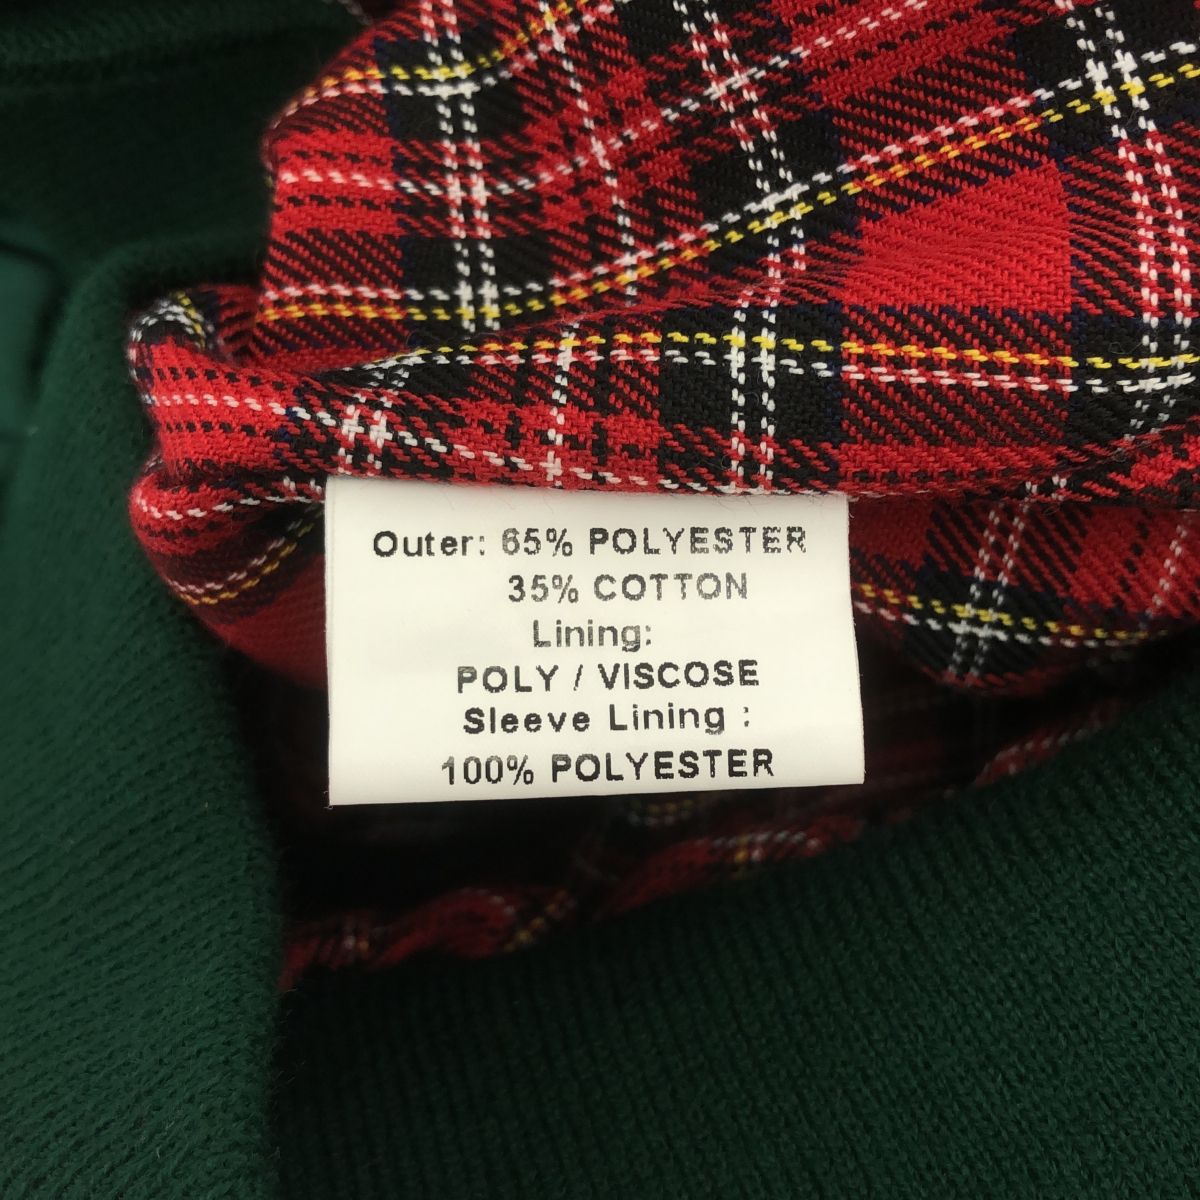 Outer: 65% POLYESTER
35% COTTON
Lining:
POLY / VISCOSE
Sleeve Lining :
100% POLYESTER